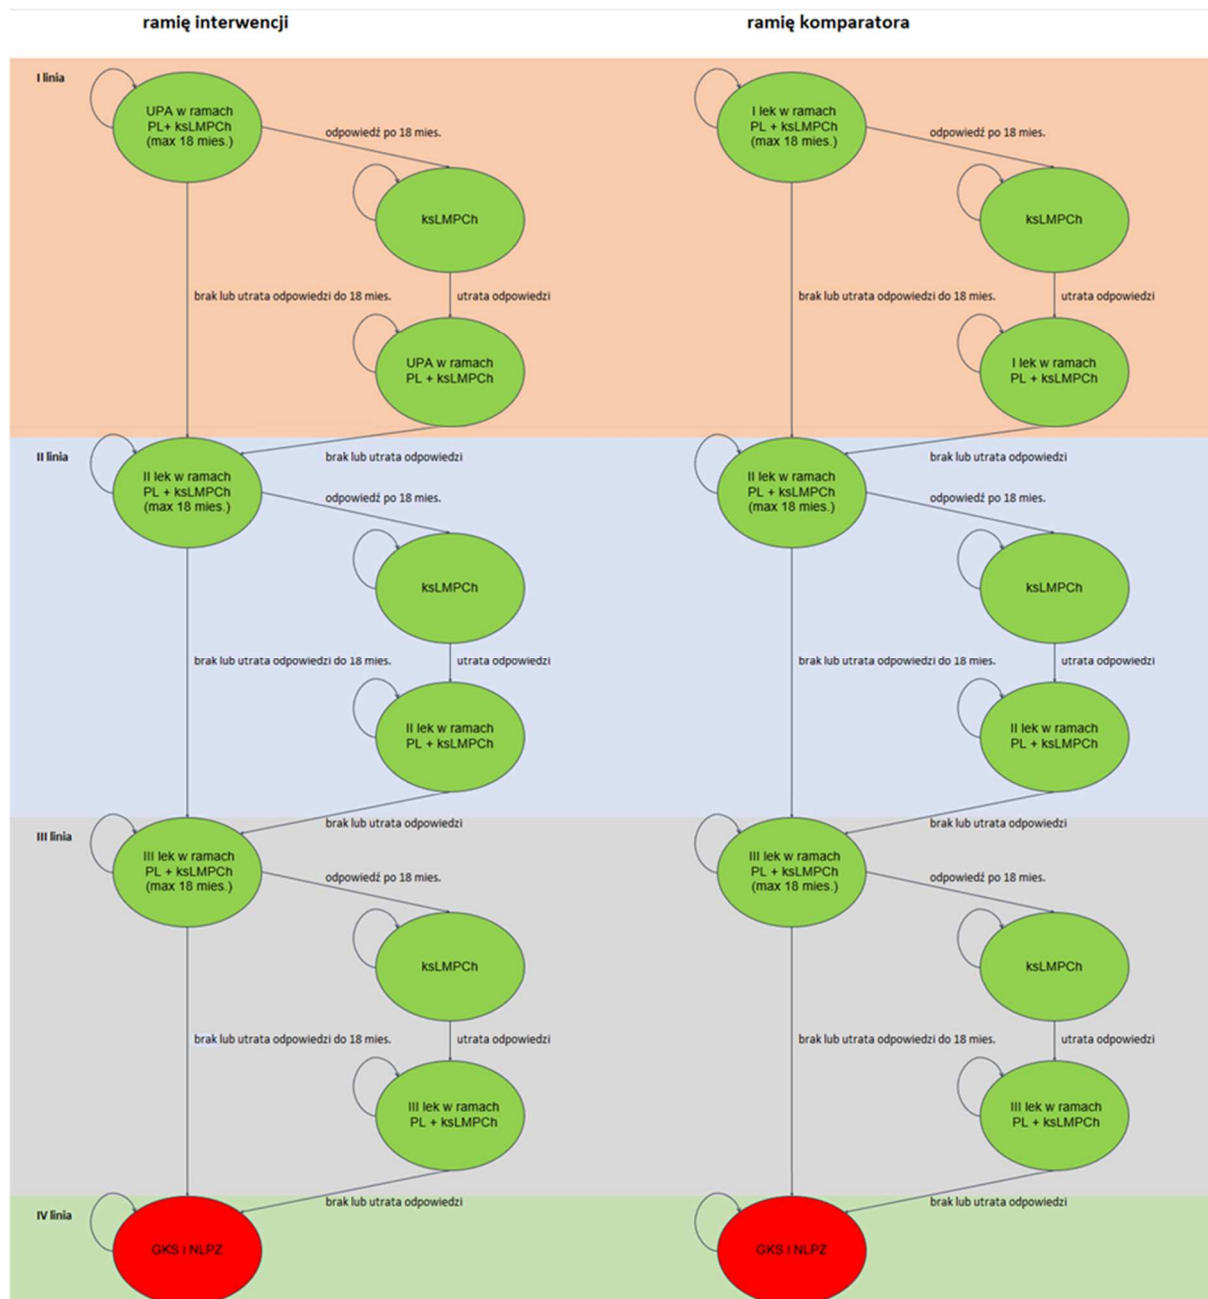 ramię interwencji
ramię komparatora
I linia
UPA w ramach
PL+ ksLMPCh
(max 18 mies.)
odpowiedź po 18 mies.
ksLMPCh
brak lub utrata odpowiedzi do 18 mies.
utrata odpowiedzi
UPA w ramach
PL + ksLMPCh
brak lub utrata odpowiedzi
I lek w ramach
PL + ksLMPCh
(max 18 mies.)
odpowiedź po 18 mies.
ksLMPCh
brak lub utrata odpowiedzi do 18 mies.
utrata odpowiedzi
I lek w ramach
PL + ksLMPCh
brak lub utrata odpowiedzi
II linia
II lek w ramach
PL + ksLMPCh
(max 18 mies.)
odpowiedź po 18 mies.
ksLMPCh
brak lub utrata odpowiedzi do 18 mies.
utrata odpowiedzi
II lek w ramach
PL + ksLMPCh
brak lub utrata odpowiedzi
II lek w ramach
PL + ksLMPCh
(max 18 mies.)
odpowiedź po 18 mies.
ksLMPCh
brak lub utrata odpowiedzi do 18 mies.
utrata odpowiedzi
II lek w ramach
PL + ksLMPCh
brak lub utrata odpowiedzi
III linia
III lek w ramach
PL + ksLMPCh
(max 18 mies.)
odpowiedź po 18 mies.
ksLMPCh
brak lub utrata odpowiedzi do 18 mies.
utrata odpowiedzi
III lek w ramach
PL + ksLMPCh
brak lub utrata odpowiedzi
III lek w ramach
PL + ksLMPCh
(max 18 mies.)
odpowiedź po 18 mies.
ksLMPCh
brak lub utrata odpowiedzi do 18 mies.
utrata odpowiedzi
III lek w ramach
PL + ksLMPCh
brak lub utrata odpowiedzi
IV linia
GKS i NLPZ
GKS i NLPZ